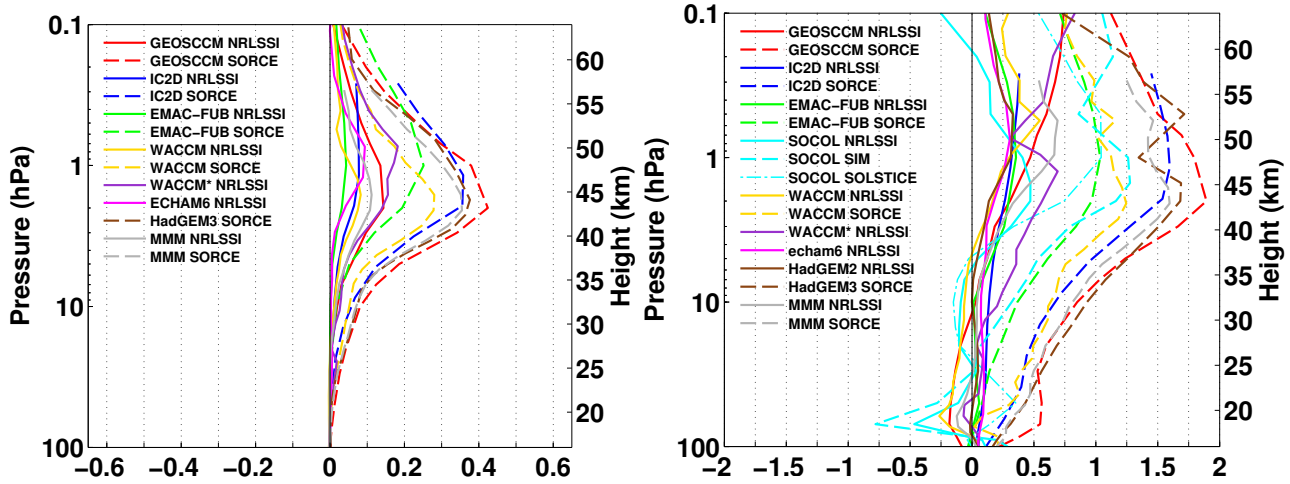 0.1
1
10
100
Pressure (hPa)
GEOSCCM NRLSSI
GEOSCCM SORCE
IC2D NRLSSI
IC2D SORCE
EMAC−FUB NRLSSI
EMAC−FUB SORCE
WACCM NRLSSI
WACCM SORCE
WACCM* NRLSSI
ECHAM6 NRLSSI
HadGEM3 SORCE
MMM NRLSSI
MMM SORCE
−0.6 −0.4 −0.2 0 0.2 0.4 0.6
60
55
50
45
40
35
30
25
20
Height (km)
0.1
1
10
100
Pressure (hPa)
GEOSCCM NRLSSI
GEOSCCM SORCE
IC2D NRLSSI
IC2D SORCE
EMAC−FUB NRLSSI
EMAC−FUB SORCE
SOCOL NRLSSI
SOCOL SIM
SOCOL SOLSTICE
WACCM NRLSSI
WACCM SORCE
WACCM* NRLSSI
echam6 NRLSSI
HadGEM2 NRLSSI
HadGEM3 SORCE
MMM NRLSSI
MMM SORCE
−2 −1.5 −1 −0.5 0 0.5 1 1.5 2
60
55
50
45
40
35
30
25
20
Height (km)